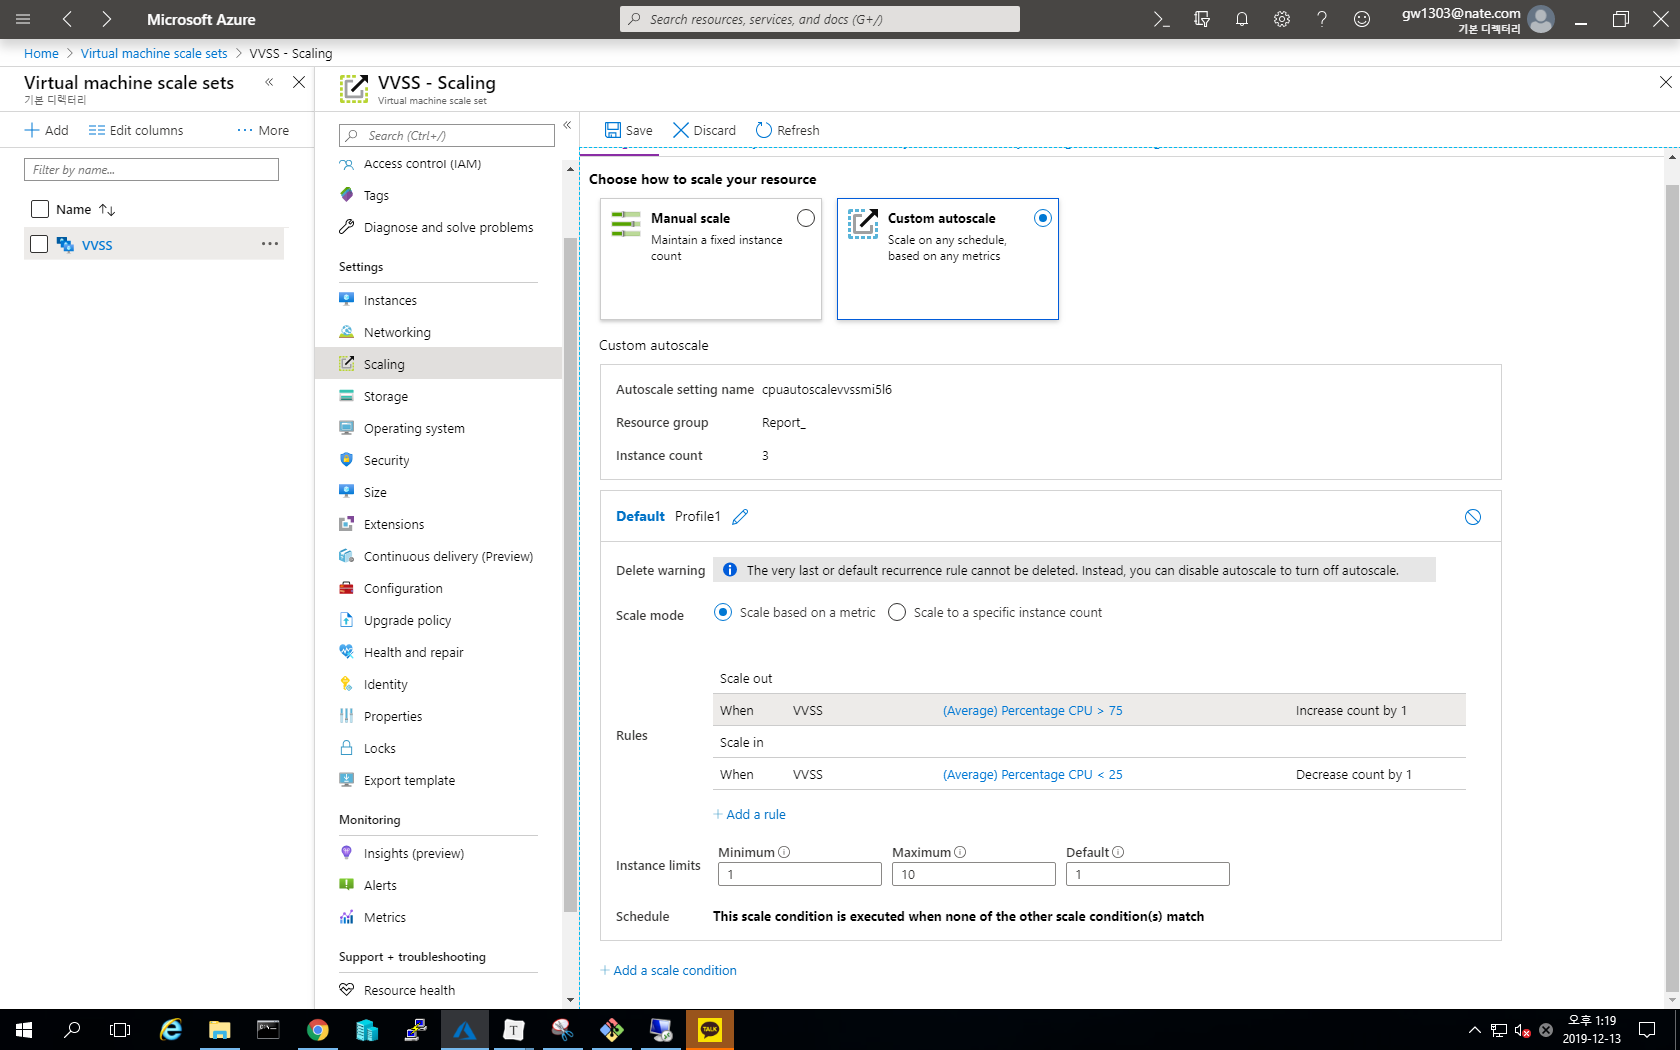 Microsoft Azure
Search resources, services, and docs (G+/)
gw1303@nate.com
기본 디렉터리
Home > Virtual machine scale sets > VVSS - Scaling
Virtual machine scale sets
기본 디렉터리
Add
Edit columns
More
Filter by name...
Name
VVSS
VVSS - Scaling
Virtual machine scale set
Search (Ctrl+/)
Access control (IAM)
Tags
Diagnose and solve problems
Settings
Instances
Networking
Scaling
Storage
Operating system
Security
Size
Extensions
Continuous delivery (Preview)
Configuration
Upgrade policy
Health and repair
Identity
Properties
Locks
Export template
Monitoring
Insights (preview)
Alerts
Metrics
Support + troubleshooting
Resource health
Save
Discard
Refresh
Choose how to scale your resource
Manual scale
Maintain a fixed instance
count
Custom autoscale
Scale on any schedule,
based on any metrics
Custom autoscale
Autoscale setting name cpuautoscalevvssmi5l6
Resource group Report_
Instance count 3
Default Profile1
Delete warning The very last or default recurrence rule cannot be deleted. Instead, you can disable autoscale to turn off autoscale.
Scale mode Scale based on a metric Scale to a specific instance count
Scale out
When VVSS (Average) Percentage CPU > 75 Increase count by 1
Rules
Scale in
When VVSS (Average) Percentage CPU < 25 Decrease count by 1
+ Add a rule
Minimum Maximum Default
Instance limits 1 10 1
Schedule This scale condition is executed when none of the other scale condition(s) match
+ Add a scale condition
T
TALK
오후 1:19
2019-12-13